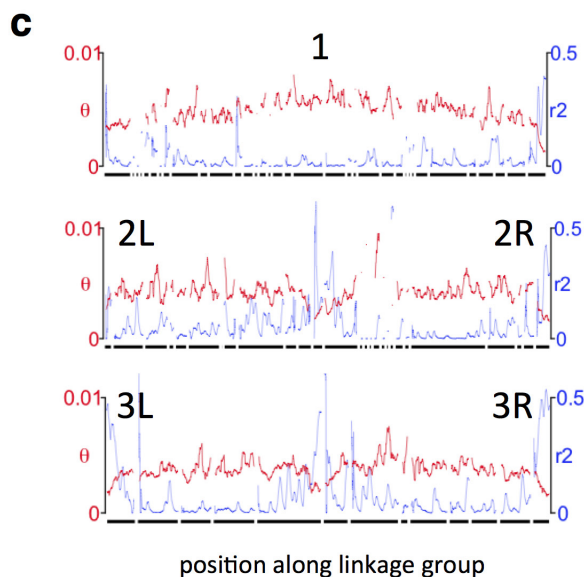 c
1
0.01
0.5
θ
r2
0
0
2L
2R
0.01
0.5
θ
r2
0
0
3L
3R
0.01
0.5
θ
r2
0
0
position along linkage group